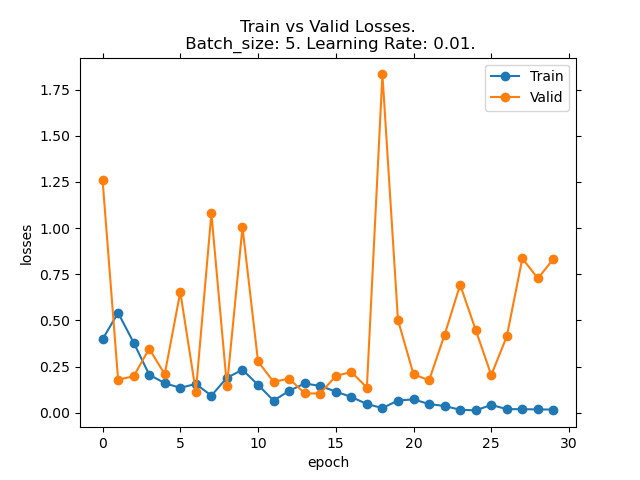 Train vs Valid Losses.
Batch_size: 5. Learning Rate: 0.01.
Train
Valid
1.75
1.50
1.25
1.00
0.75
0.50
0.25
0.00
losses
0 5 10 15 20 25 30
epoch